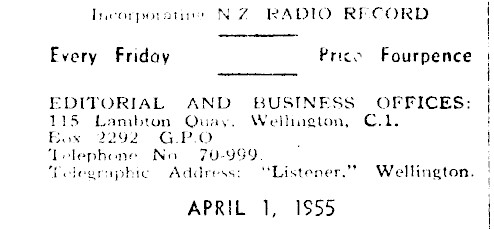 Incorporating N.Z. RADIO RECORD
Every Friday Price Fourpence
EDITORIAL AND BUSINESS OFFICES:
115 Lambton Quay, Wellington, C.1.
Box 2292 G.P.O
Telephone No 70-999.
Telegraphic Address: "Listener," Wellington.
APRIL 1, 1955